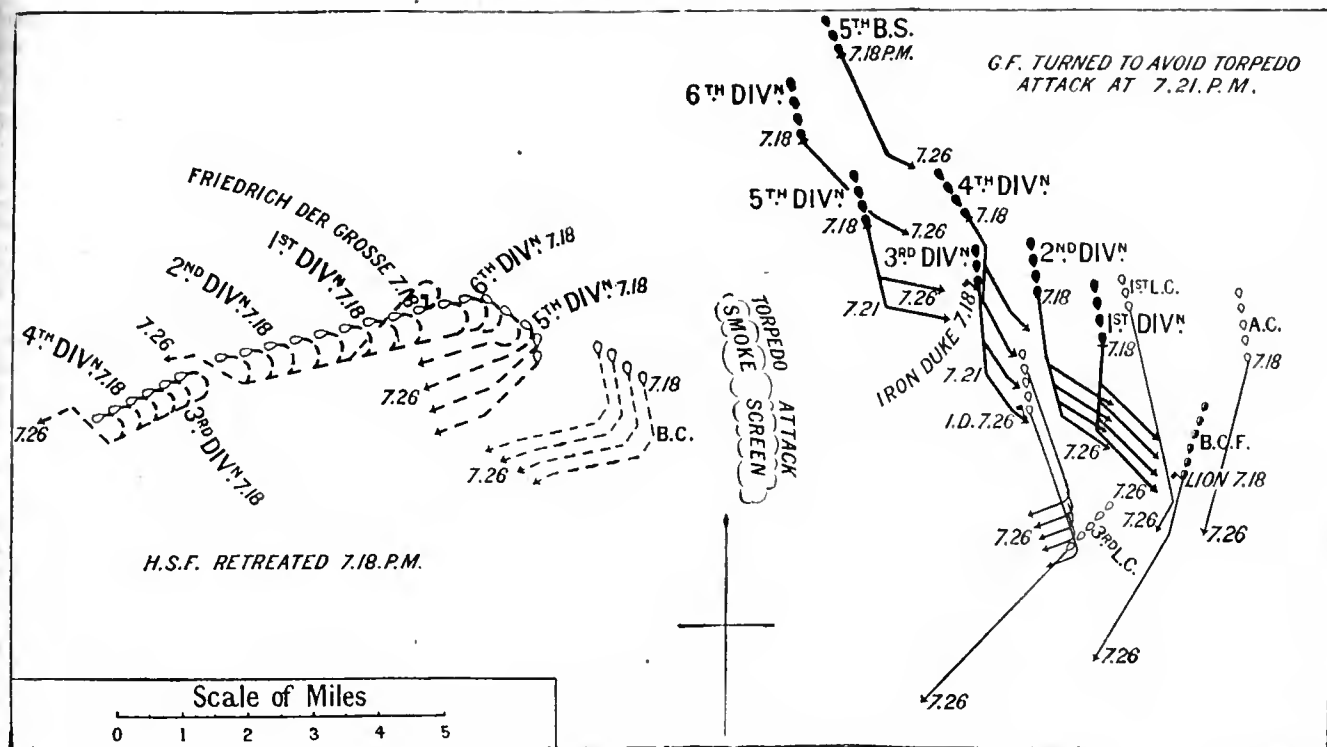 5TH B.S.
7.18 P.M.
G.F. TURNED TO AVOID TORPEDO
ATTACK AT 7.21. P.M.
6TH DIVN.
7.18
7.26
5TH DIVN.
7.18
7.26
4TH DIVN.
7.18
3RD DIVN.
7.26
7.21
IRON DUKE 7.18
7.21
I.D. 7.26
2ND DIVN.
7.18
1ST L.C.
1ST DIVN.
7.18
A.C.
7.18
B.C.F.
LION 7.18
7.26
7.26
7.26
7.26
7.26
3RD L.C.
7.26
7.26
FRIEDRICH DER GROSSE 7.18
1ST DIVN. 7.18
2ND DIVN. 7.18
6TH DIVN. 7.18
5TH DIVN. 7.18
7.26
4TH DIVN. 7.18
7.26
3RD DIVN. 7.18
7.26
7.18
B.C.
7.26
TORPEDO ATTACK
SMOKE SCREEN
H.S.F. RETREATED 7.18. P.M.
Scale of Miles
0 1 2 3 4 5